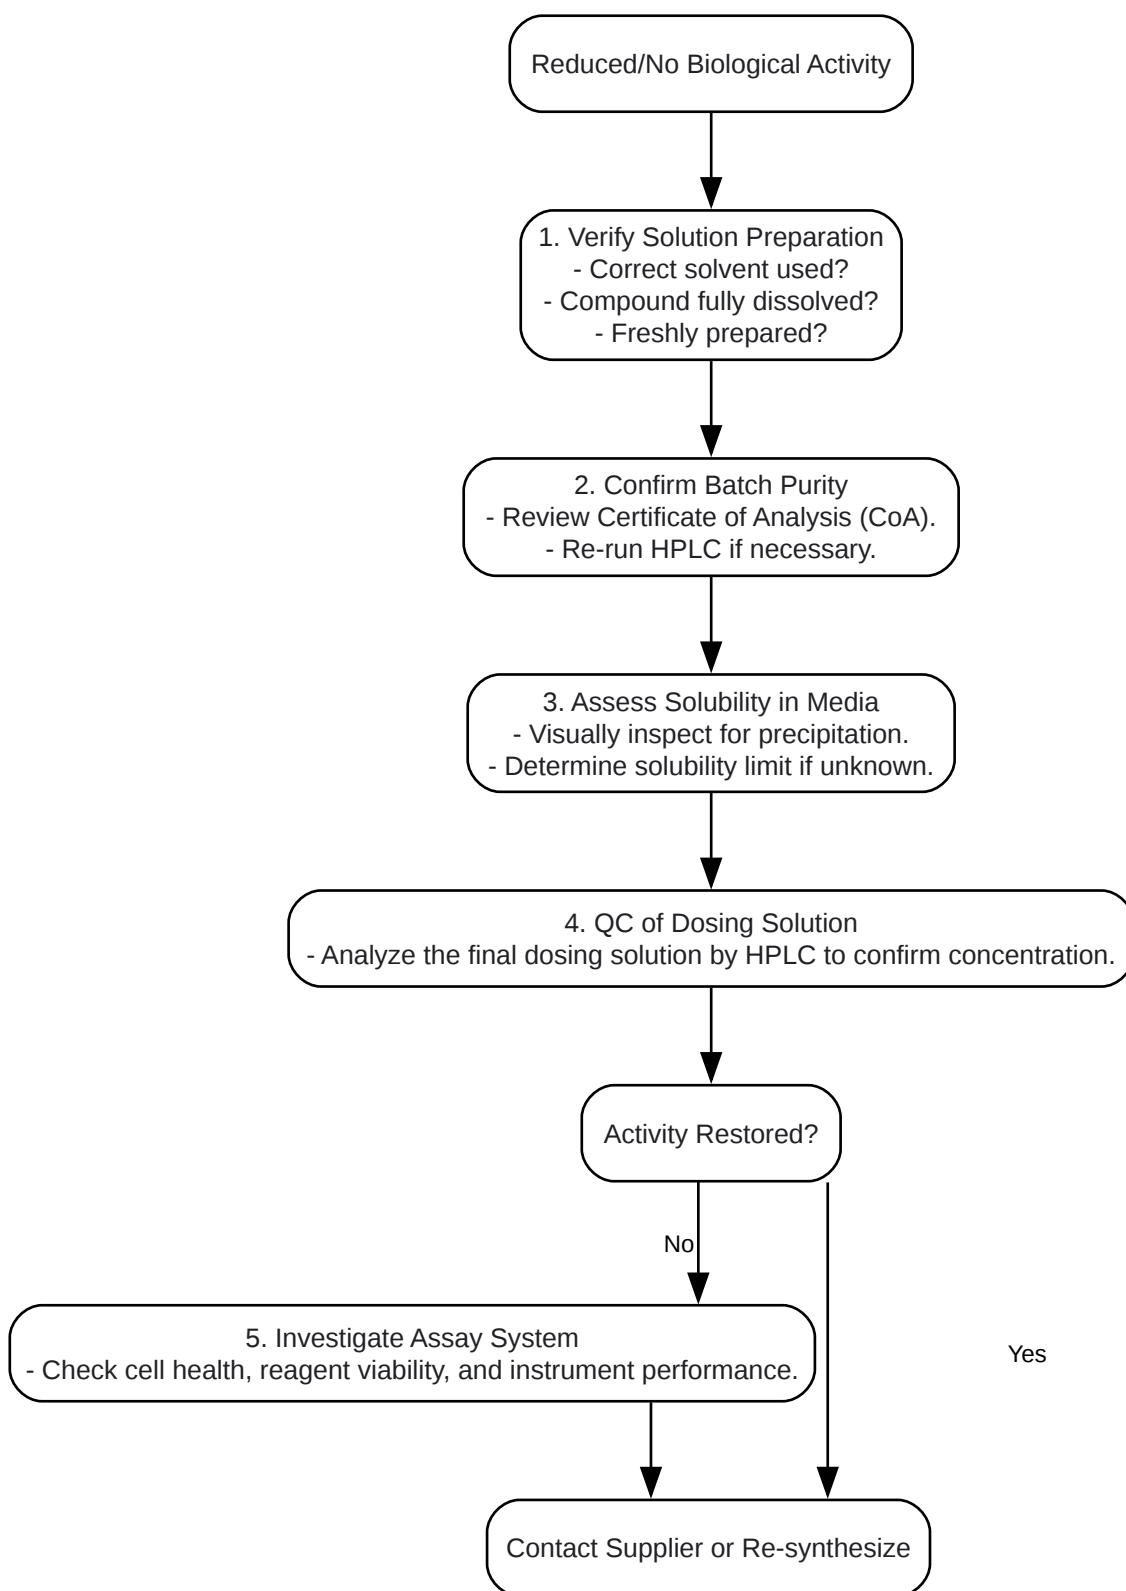 Reduced/No Biological Activity
1. Verify Solution Preparation
- Correct solvent used?
- Compound fully dissolved?
- Freshly prepared?
2. Confirm Batch Purity
- Review Certificate of Analysis (CoA).
- Re-run HPLC if necessary.
3. Assess Solubility in Media
- Visually inspect for precipitation.
- Determine solubility limit if unknown.
4. QC of Dosing Solution
- Analyze the final dosing solution by HPLC to confirm concentration.
Activity Restored?
No
5. Investigate Assay System
- Check cell health, reagent viability, and instrument performance.
Yes
Contact Supplier or Re-synthesize